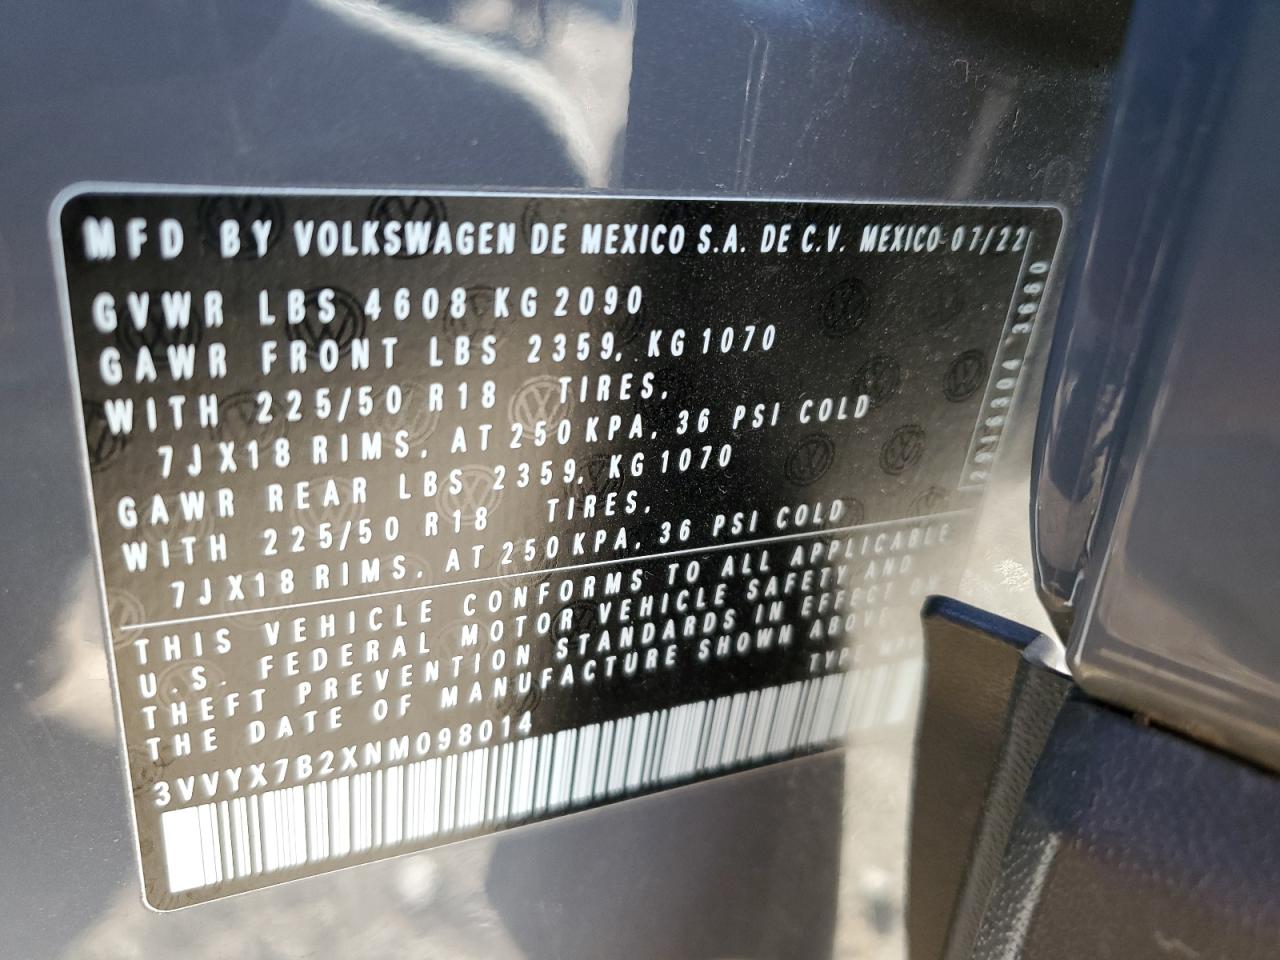 MFD BY VOLKSWAGEN DE MEXICO S.A. DE C.V. MEXICO 07/22
GVWR LBS 4608 KG 2090
GAWR FRONT LBS 2359, KG 1070
WITH 225/50 R18 TIRES,
7JX18 RIMS, AT 250 KPA, 36 PSI COLD
GAWR REAR LBS 2359, KG 1070
WITH 225/50 R18 TIRES,
7JX18 RIMS, AT 250 KPA, 36 PSI COLD
THIS VEHICLE CONFORMS TO ALL APPLICABLE
U.S. FEDERAL MOTOR VEHICLE SAFETY AND
THEFT PREVENTION STANDARDS IN EFFECT ON
THE DATE OF MANUFACTURE SHOWN ABOVE
TYPE
3VVYX7B2XNM098014